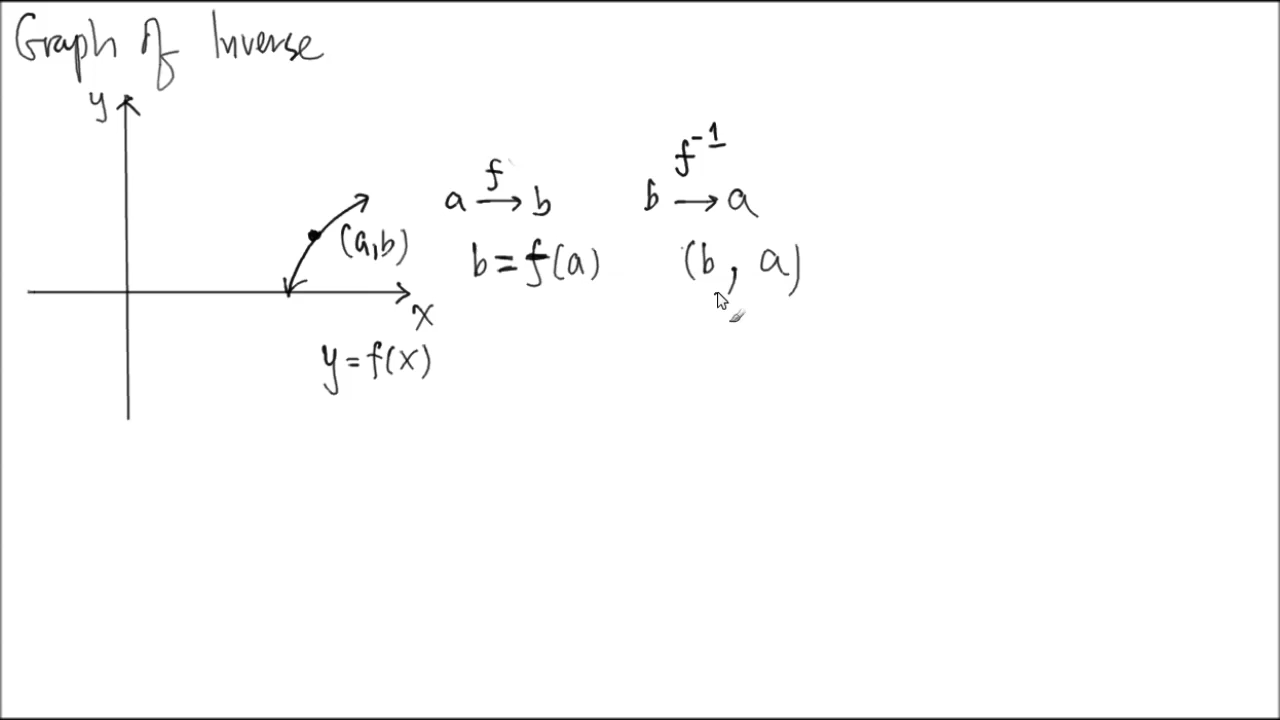 Graph of Inverse
y
(a,b)
x
y=f(x)
f
a → b
b=f(a)
f⁻¹
b → a
(b, a)